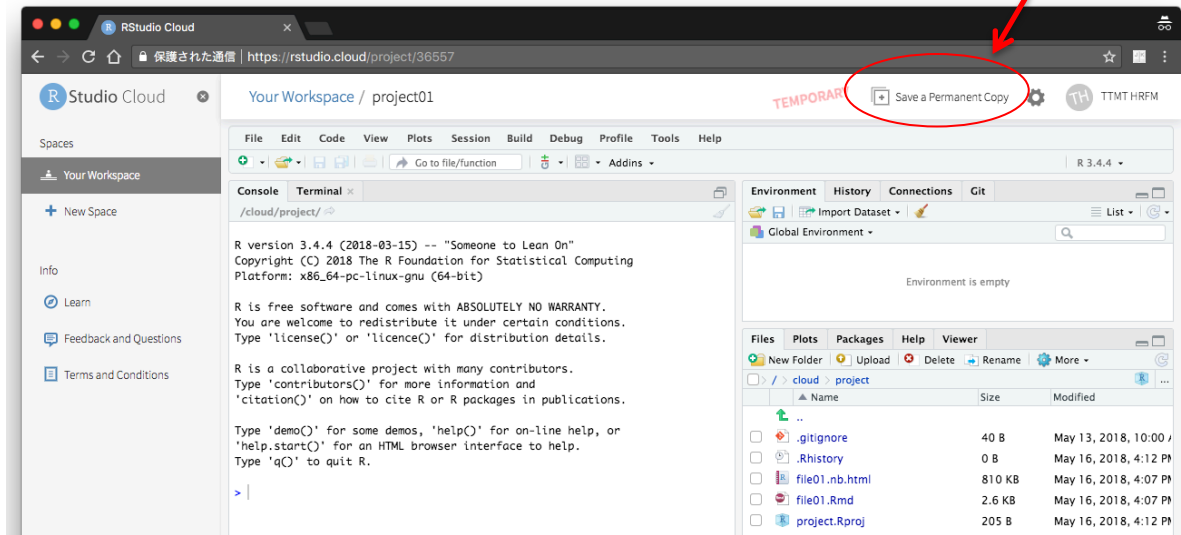 RStudio Cloud
保護された通信 | https://rstudio.cloud/project/36557
R Studio Cloud
Your Workspace / project01
TEMPORARY
Save a Permanent Copy
TH
TTMT HRFM
Spaces
Your Workspace
New Space
Info
Learn
Feedback and Questions
Terms and Conditions
File Edit Code View Plots Session Build Debug Profile Tools Help
Go to file/function
Addins
R 3.4.4
Console Terminal
/cloud/project/
R version 3.4.4 (2018-03-15) -- "Someone to Lean On"
Copyright (C) 2018 The R Foundation for Statistical Computing
Platform: x86_64-pc-linux-gnu (64-bit)
R is free software and comes with ABSOLUTELY NO WARRANTY.
You are welcome to redistribute it under certain conditions.
Type 'license()' or 'licence()' for distribution details.
R is a collaborative project with many contributors.
Type 'contributors()' for more information and
'citation()' on how to cite R or R packages in publications.
Type 'demo()' for some demos, 'help()' for on-line help, or
'help.start()' for an HTML browser interface to help.
Type 'q()' to quit R.
>
Environment History Connections Git
Import Dataset
List
Global Environment
Environment is empty
Files Plots Packages Help Viewer
New Folder Upload Delete Rename More
/ > cloud > project
...
Name Size Modified
..
.gitignore 40 B May 13, 2018, 10:00
.Rhistory 0 B May 16, 2018, 4:12 PM
file01.nb.html 810 KB May 16, 2018, 4:07 PM
file01.Rmd 2.6 KB May 16, 2018, 4:07 PM
project.Rproj 205 B May 16, 2018, 4:12 PM